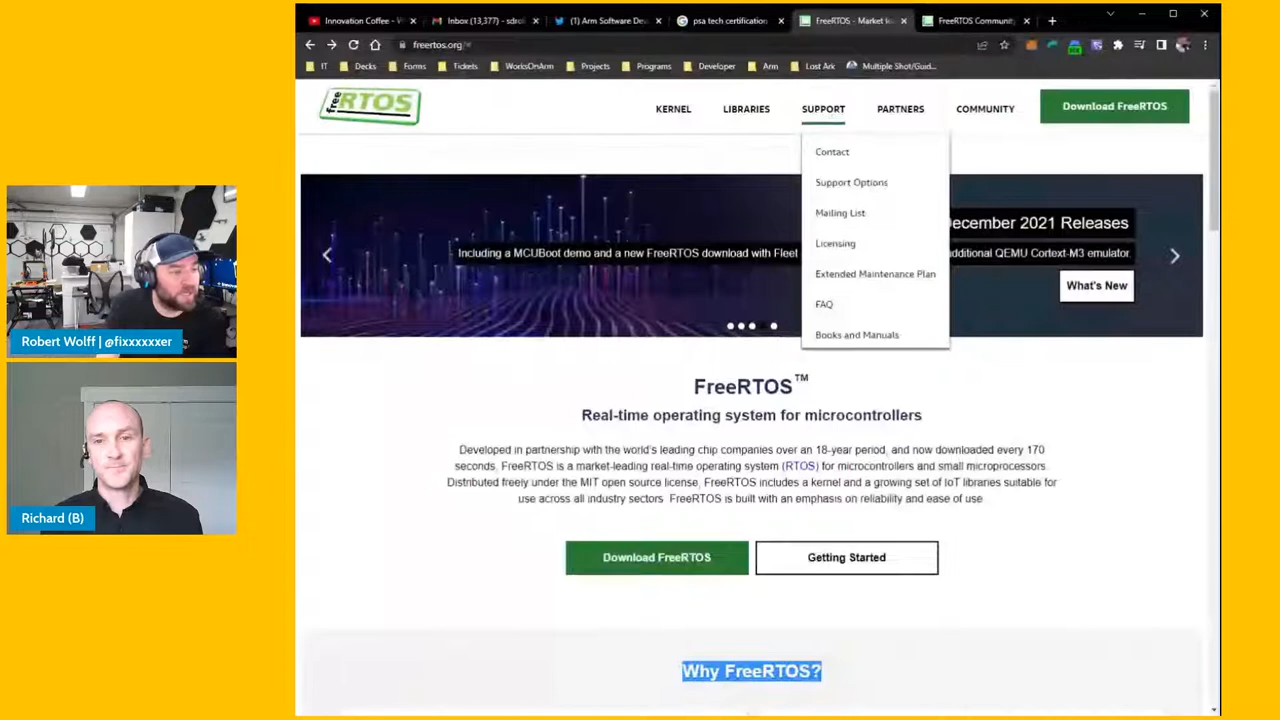 Innovation Coffee - W
Inbox (13,377) - sdro
(1) Arm Software Dev
psa tech certification
FreeRTOS - Market le
FreeRTOS Community
freertos.org/
IT
Decks
Forms
Tickets
WorksOnArm
Projects
Programs
Developer
Arm
Lost Ark
Multiple Shot/Guid...
free RTOS
KERNEL
LIBRARIES
SUPPORT
PARTNERS
COMMUNITY
Download FreeRTOS
Contact
Support Options
Mailing List
Licensing
Extended Maintenance Plan
FAQ
Books and Manuals
December 2021 Releases
Including a MCUBoot demo and a new FreeRTOS download with Fleet
additional QEMU Cortext-M3 emulator.
What's New
FreeRTOS™
Real-time operating system for microcontrollers
Developed in partnership with the world's leading chip companies over an 18-year period, and now downloaded every 170
seconds, FreeRTOS is a market-leading real-time operating system (RTOS) for microcontrollers and small microprocessors.
Distributed freely under the MIT open source license, FreeRTOS includes a kernel and a growing set of IoT libraries suitable for
use across all industry sectors. FreeRTOS is built with an emphasis on reliability and ease of use
Download FreeRTOS
Getting Started
Why FreeRTOS?
Robert Wolff | @fixxxxxxer
Richard (B)